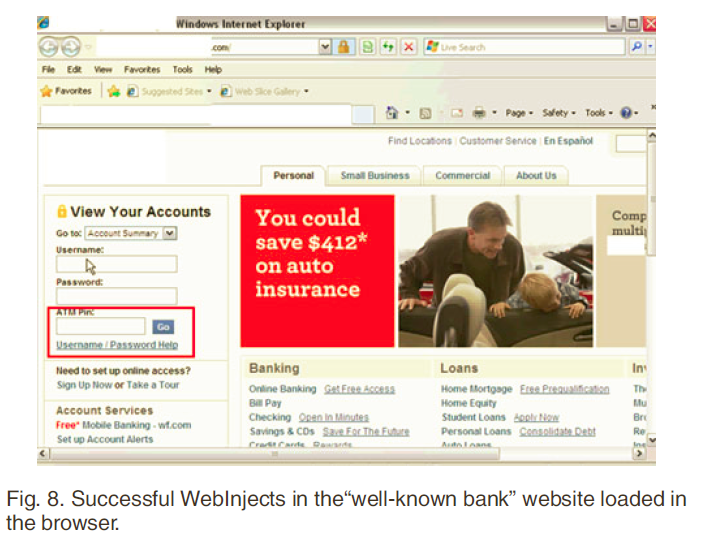 Windows Internet Explorer
.com/
Live Search
File Edit View Favorites Tools Help
Favorites Suggested Sites Web Slice Gallery
Page Safety Tools
Find Locations Customer Service En Español
Personal Small Business Commercial About Us
View Your Accounts
Go to: Account Summary
Username:
Password:
ATM Pin:
Go
Username / Password Help
Need to set up online access?
Sign Up Now or Take a Tour
Account Services
Free* Mobile Banking - wf.com
Set up Account Alerts
You could
save $412*
on auto
insurance
Comp
multi
Banking
Online Banking Get Free Access
Bill Pay
Checking Open In Minutes
Savings & CDs Save For The Future
Credit Cards Rewards
Loans
Home Mortgage Free Prequalification
Home Equity
Student Loans Apply Now
Personal Loans Consolidate Debt
Auto Loans
In
Th
Mu
Br
Re
Fig. 8. Successful WebInjects in the“well-known bank” website loaded in
the browser.